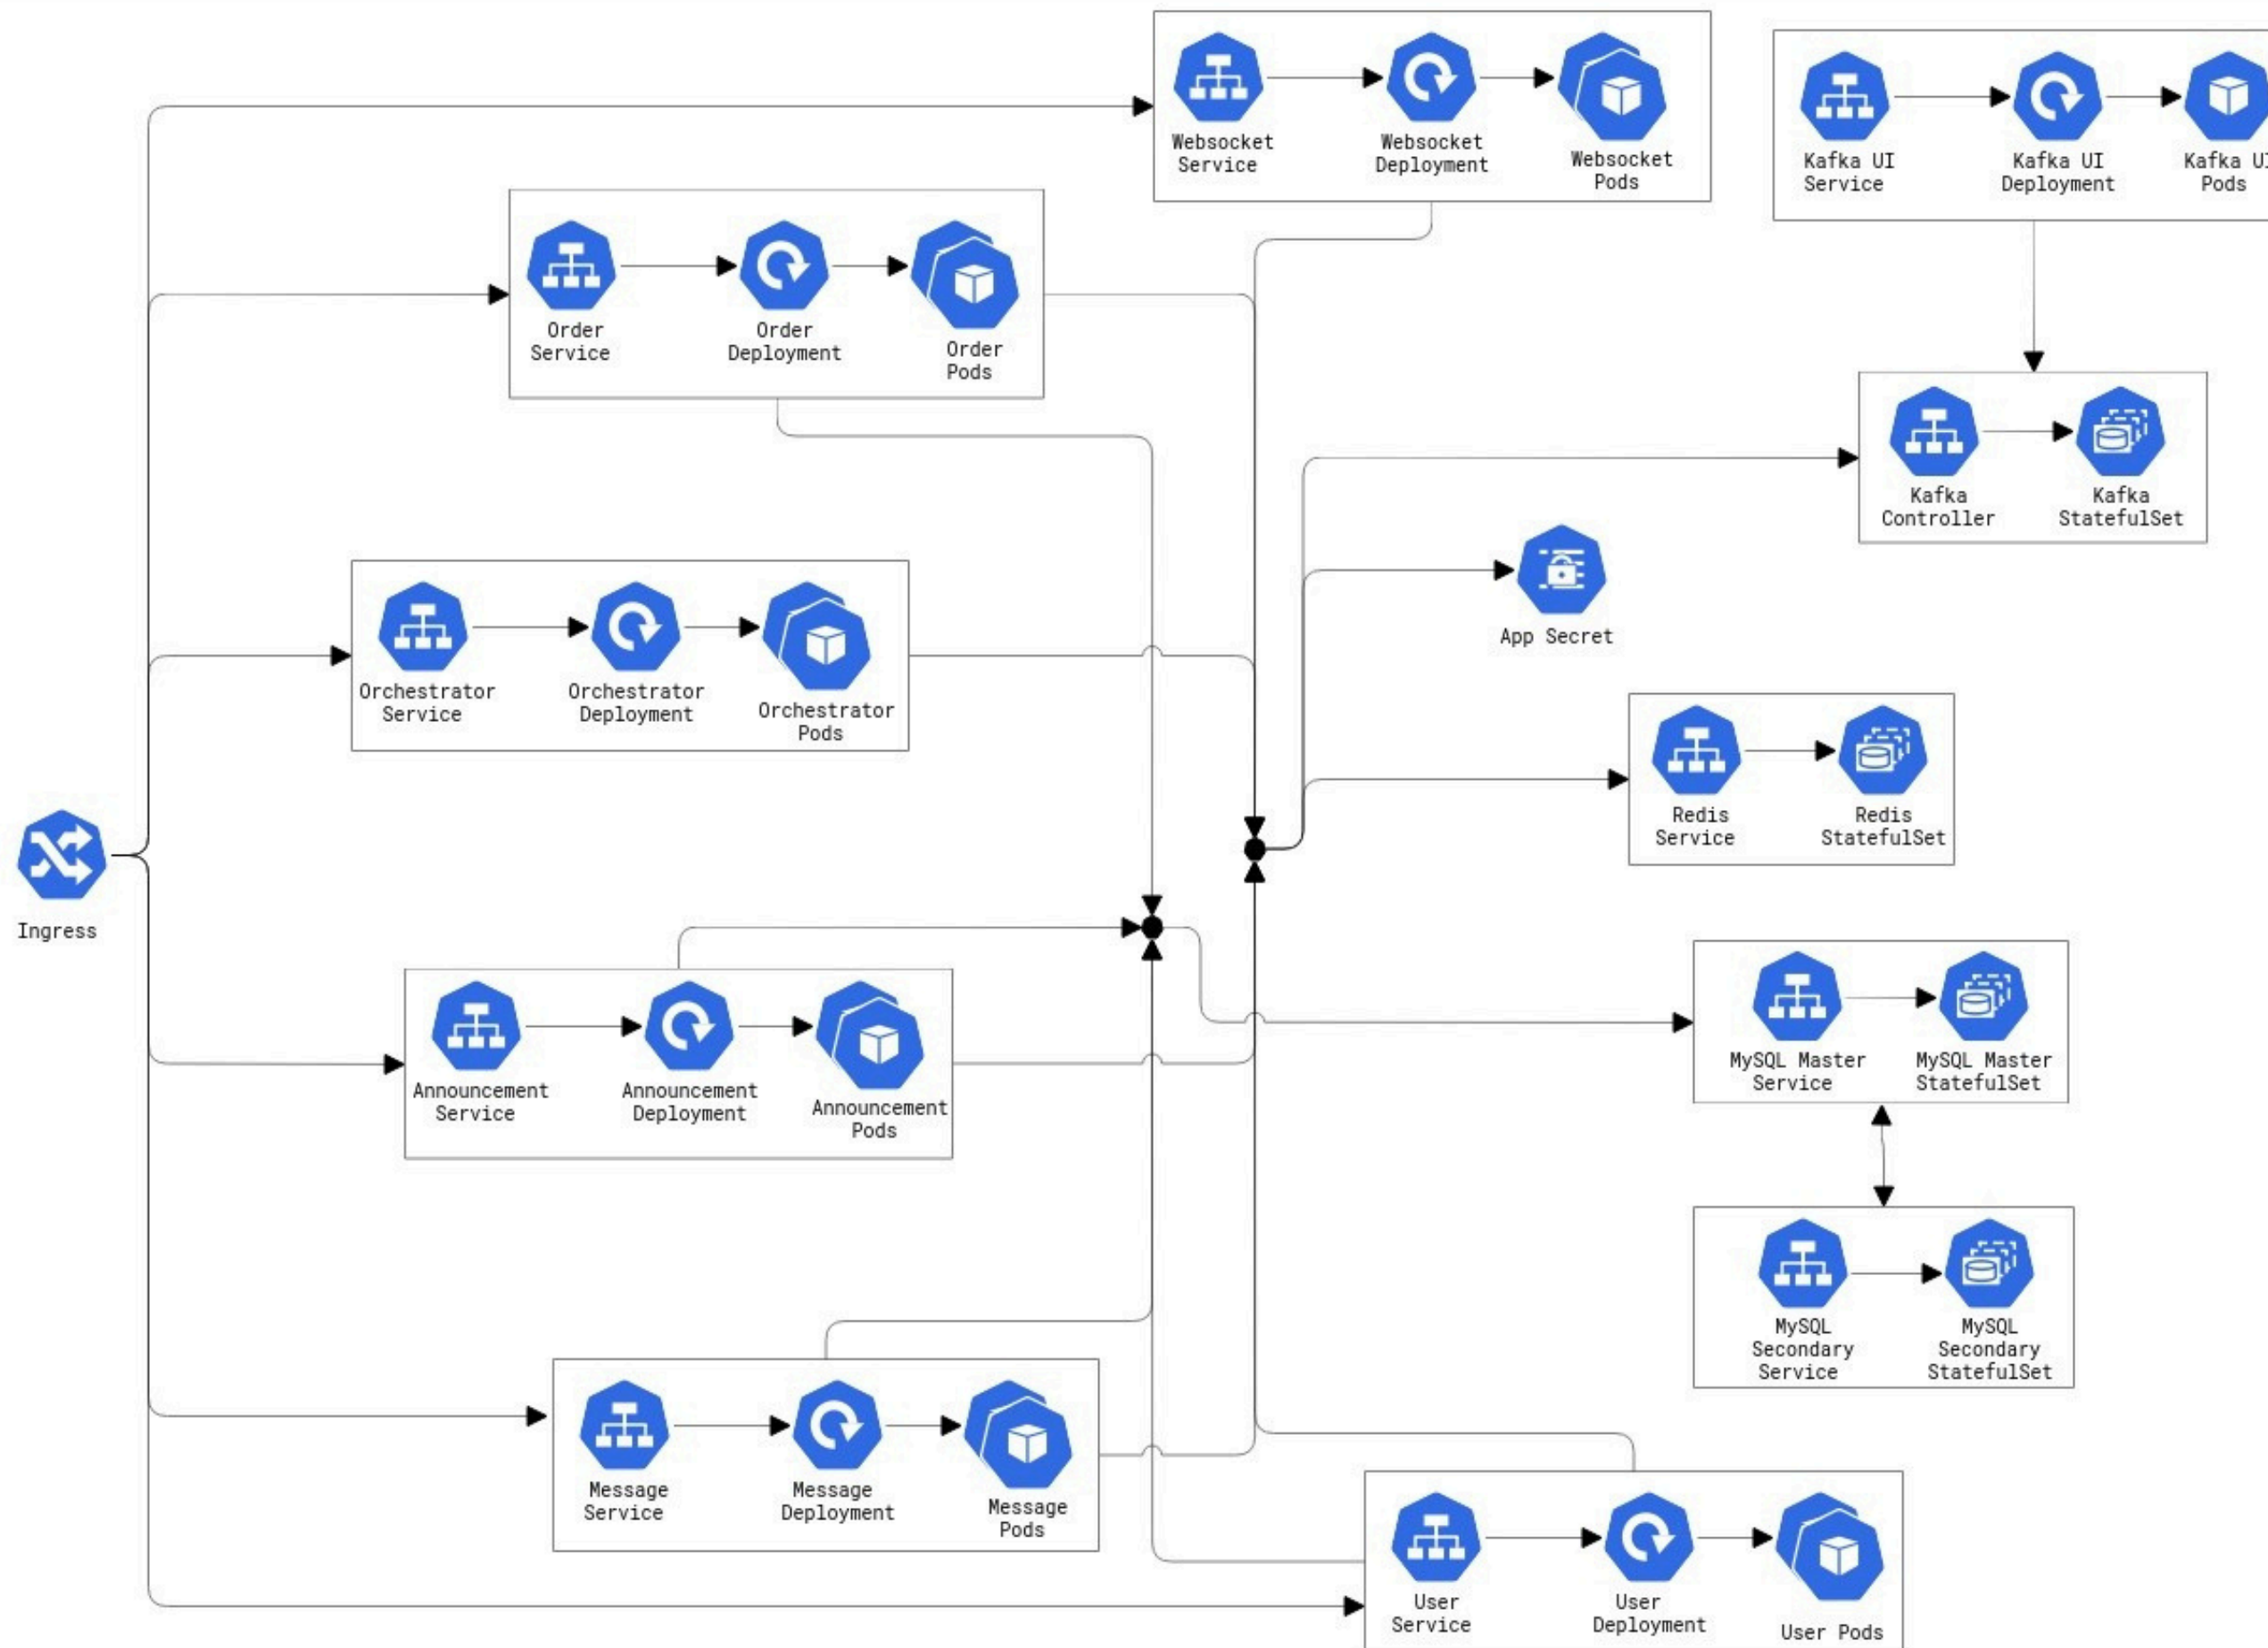 Websocket
Service
Websocket
Deployment
Websocket
Pods
Kafka UI
Service
Kafka UI
Deployment
Kafka UI
Pods
Order
Service
Order
Deployment
Order
Pods
Kafka
Controller
Kafka
StatefulSet
App Secret
Orchestrator
Service
Orchestrator
Deployment
Orchestrator
Pods
Redis
Service
Redis
StatefulSet
Ingress
Announcement
Service
Announcement
Deployment
Announcement
Pods
MySQL Master
Service
MySQL Master
StatefulSet
MySQL
Secondary
Service
MySQL
Secondary
StatefulSet
Message
Service
Message
Deployment
Message
Pods
User
Service
User
Deployment
User Pods